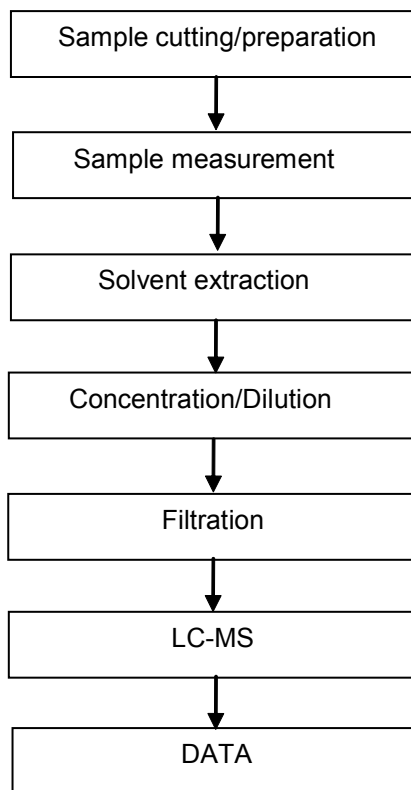 Sample cutting/preparation
Sample measurement
Solvent extraction
Concentration/Dilution
Filtration
LC-MS
DATA